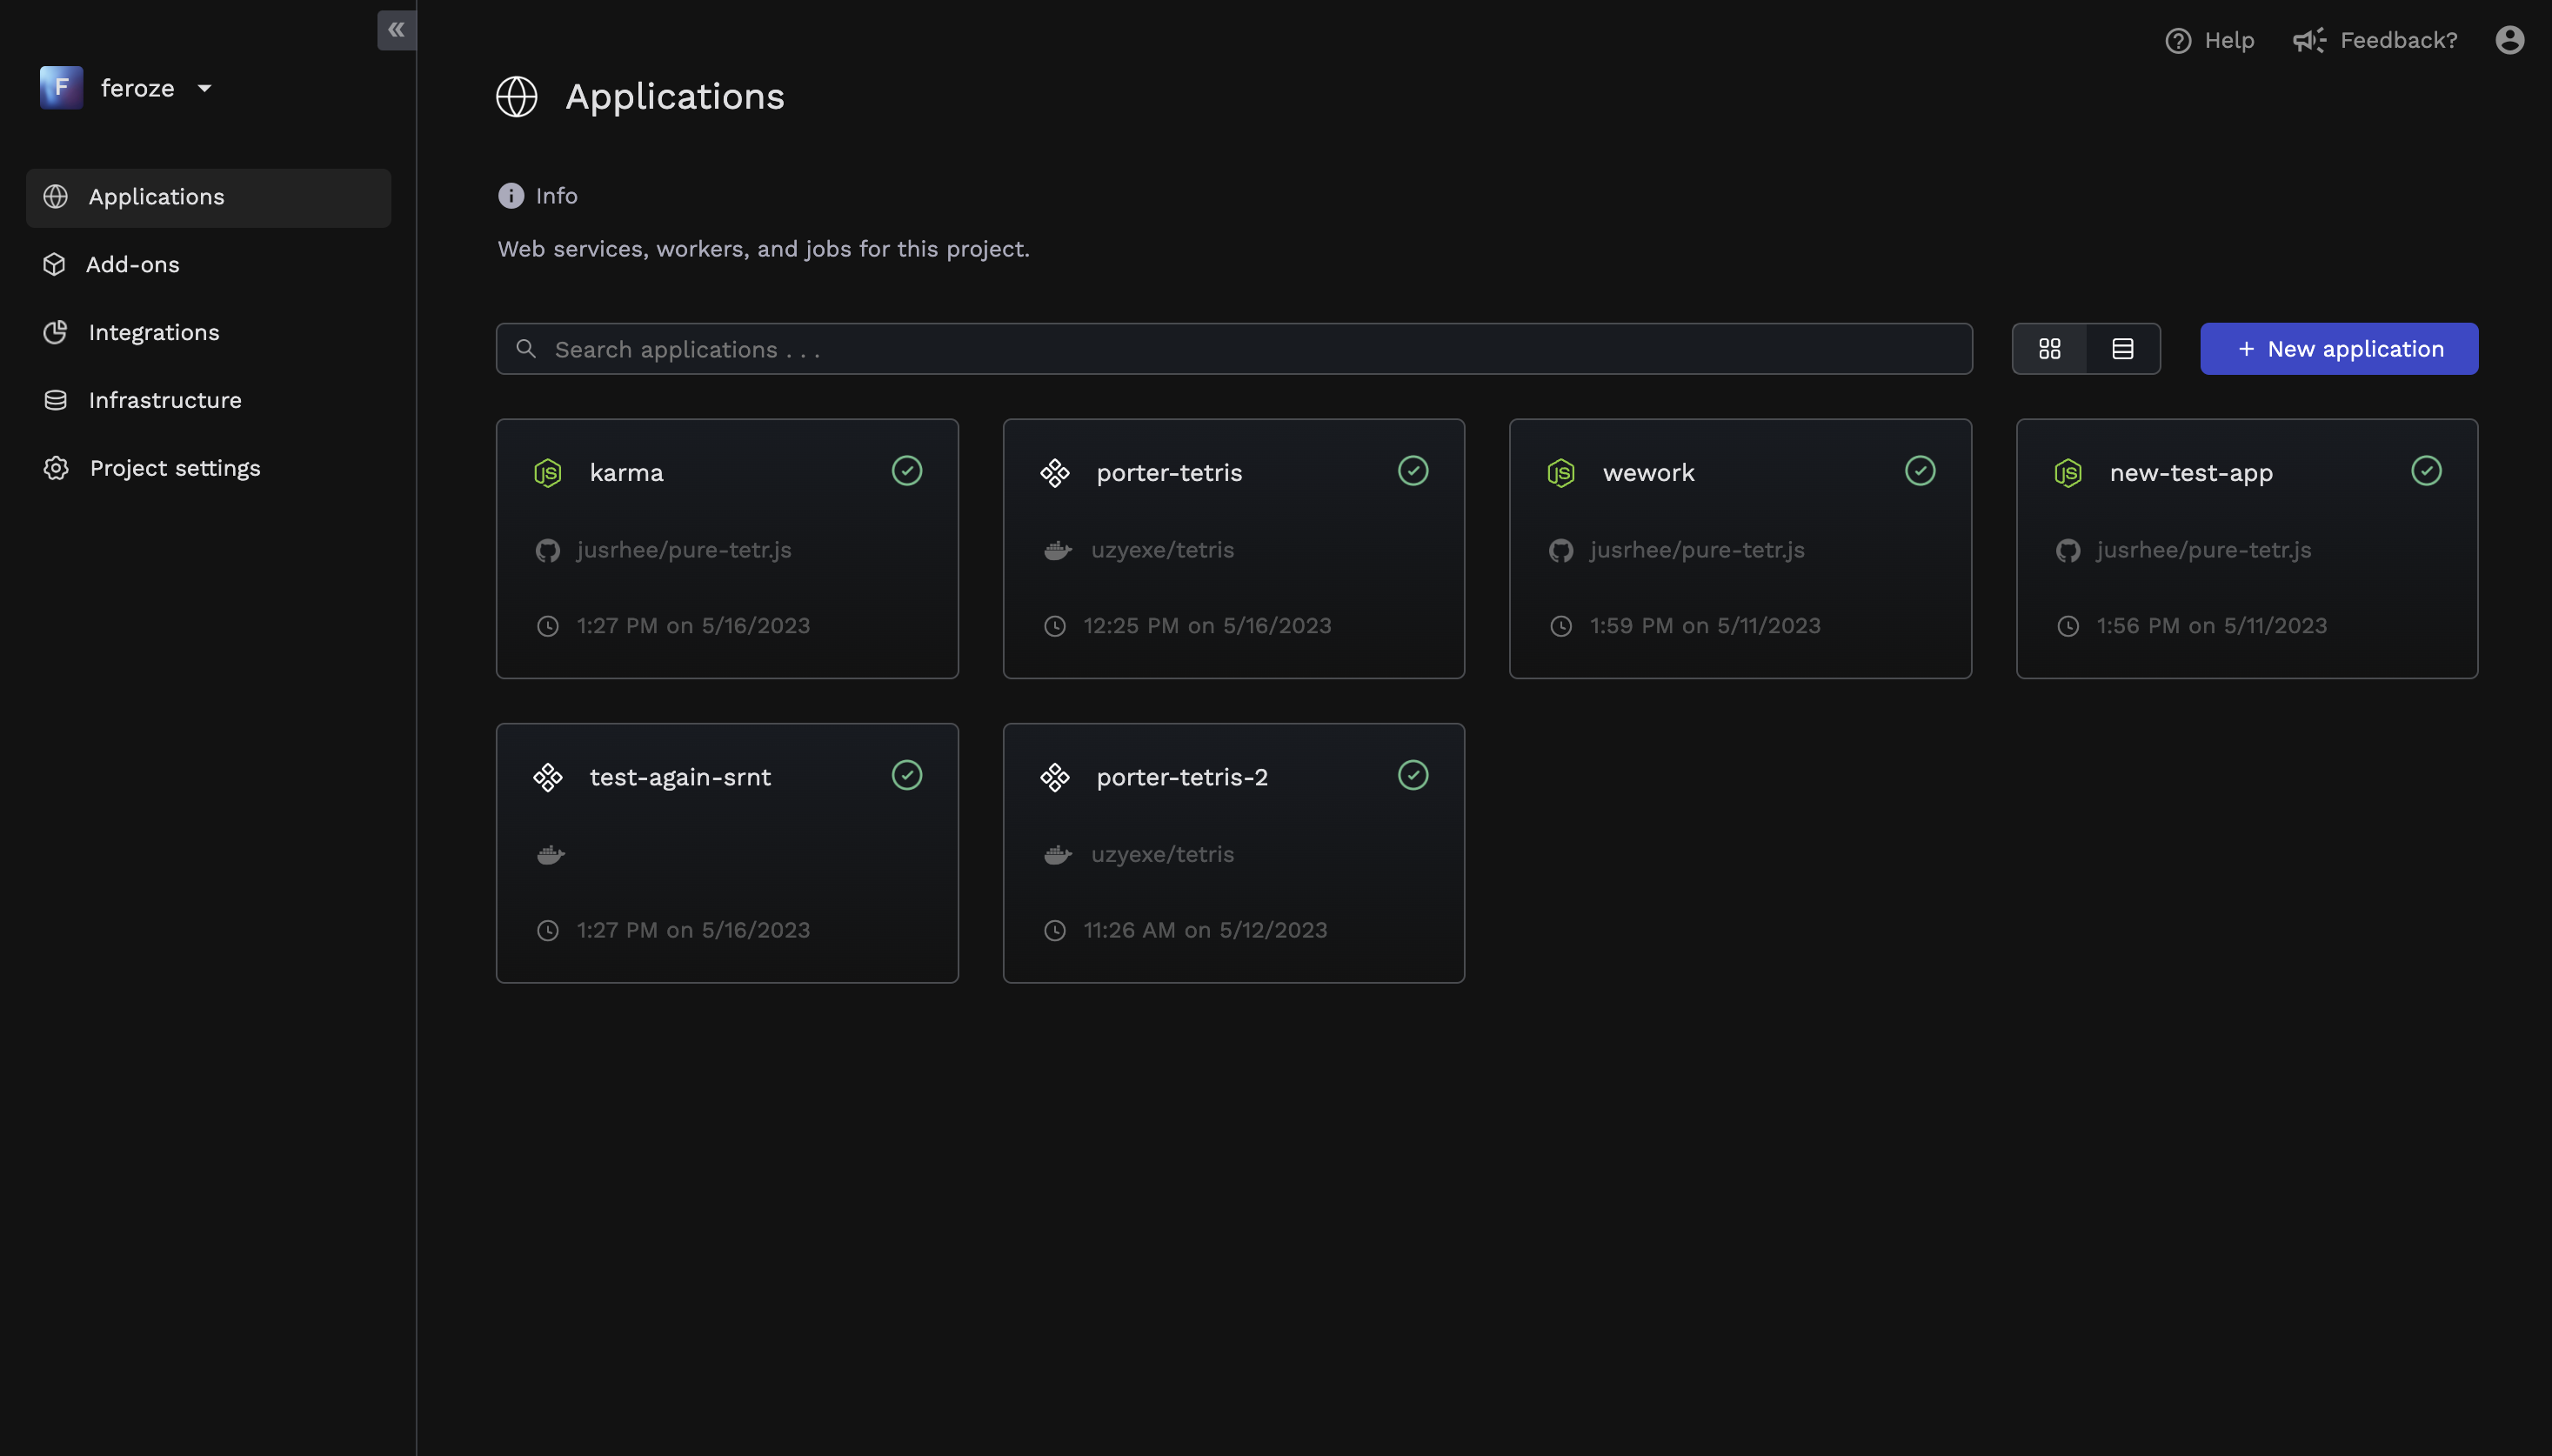 F feroze
Applications
Add-ons
Integrations
Infrastructure
Project settings
Help
Feedback?
Applications
Info
Web services, workers, and jobs for this project.
Search applications . . .
+ New application
JS karma
jusrhee/pure-tetr.js
1:27 PM on 5/16/2023
porter-tetris
uzyexe/tetris
12:25 PM on 5/16/2023
JS wework
jusrhee/pure-tetr.js
1:59 PM on 5/11/2023
JS new-test-app
jusrhee/pure-tetr.js
1:56 PM on 5/11/2023
test-again-srnt
1:27 PM on 5/16/2023
porter-tetris-2
uzyexe/tetris
11:26 AM on 5/12/2023